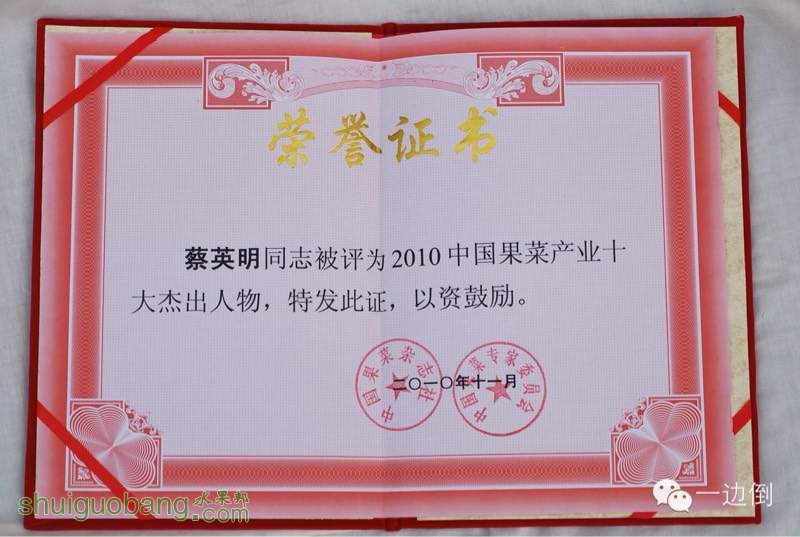 荣誉证书
蔡英明同志被评为2010中国果菜产业十
大杰出人物，特发此证，以资鼓励。
中国果菜杂志社
中国果菜专家委员会
二〇一〇年十一月
水果邦
shuiguobang.com
一边倒